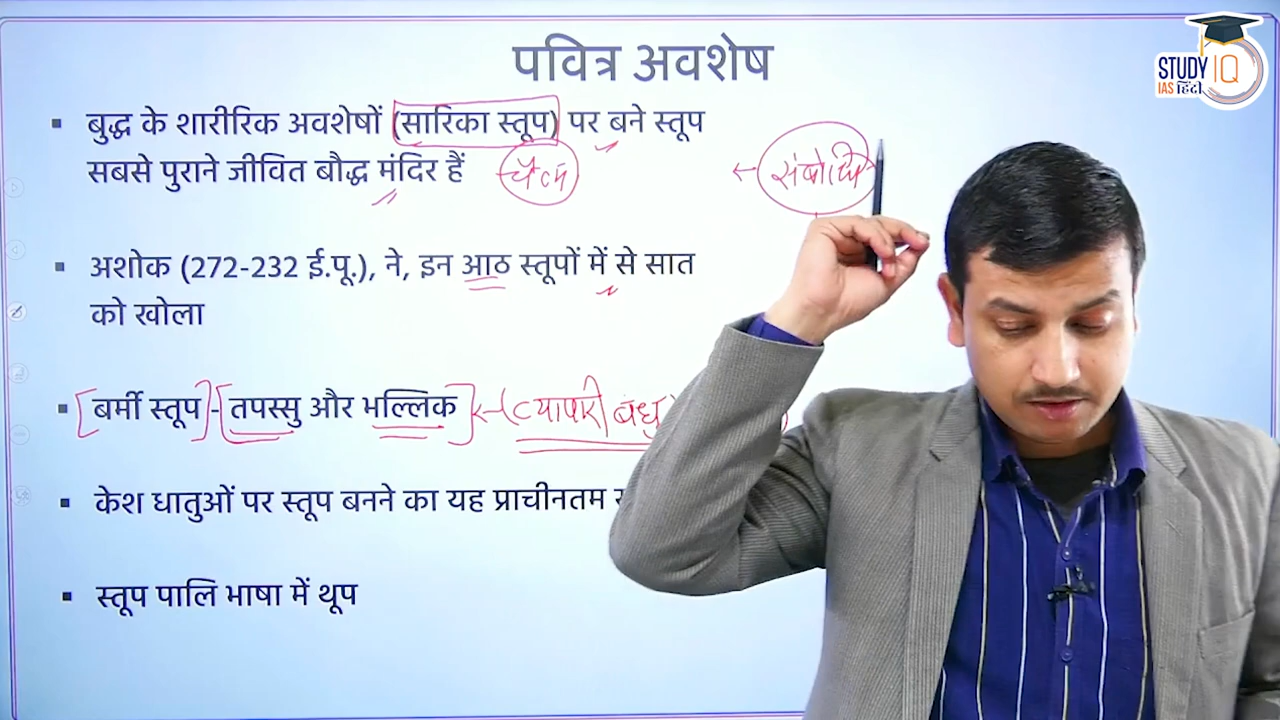 पवित्र अवशेष
STUDY IQ
IAS हिंदी
▪ बुद्ध के शारीरिक अवशेषों (सारिका स्तूप) पर बने स्तूप
सबसे पुराने जीवित बौद्ध मंदिर हैं
संबोधि
▪ अशोक (272-232 ई.पू.), ने, इन आठ स्तूपों में से सात
को खोला
▪ [बर्मी स्तूप]-[तपस्सु और भल्लिक] ← (व्यापारी बंधु)
▪ केश धातुओं पर स्तूप बनने का यह प्राचीनतम
▪ स्तूप पालि भाषा में थूप